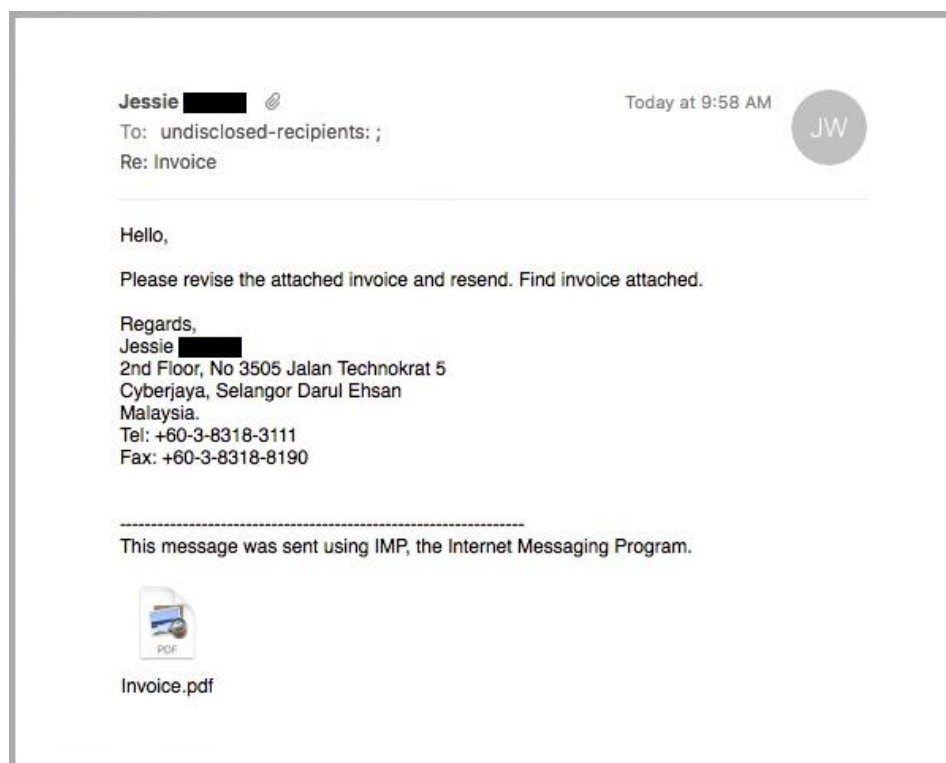 Jessie
Today at 9:58 AM
JW
To: undisclosed-recipients: ;
Re: Invoice
Hello,
Please revise the attached invoice and resend. Find invoice attached.
Regards,
Jessie
2nd Floor, No 3505 Jalan Technokrat 5
Cyberjaya, Selangor Darul Ehsan
Malaysia.
Tel: +60-3-8318-3111
Fax: +60-3-8318-8190
------------------------------------------------------------------
This message was sent using IMP, the Internet Messaging Program.
PDF
Invoice.pdf